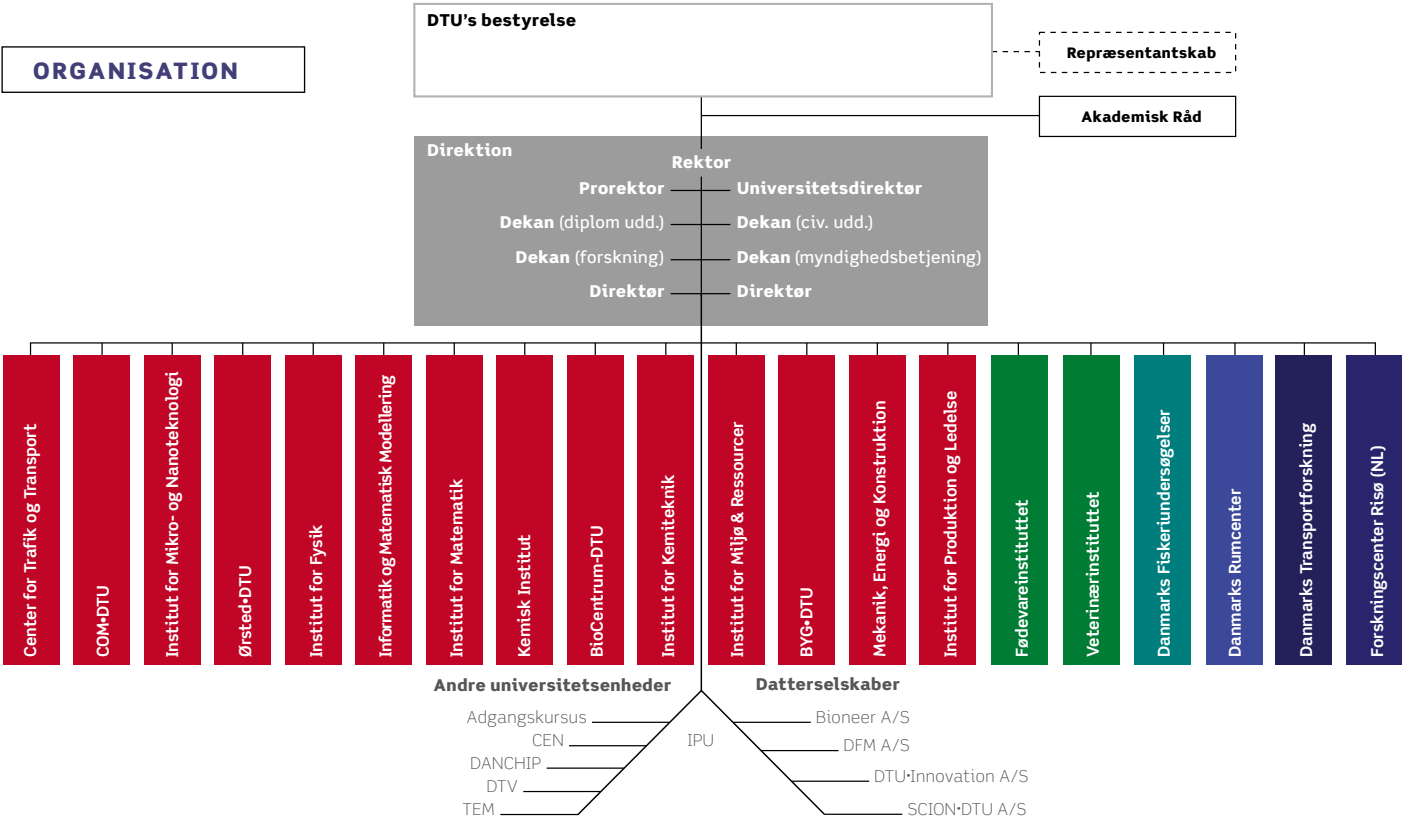 DTU’s bestyrelse
ORGANISATION
Repræsentantskab
Akademisk Råd
Direktion
Rektor
Prorektor
Universitetsdirektør
Dekan (diplom udd.)
Dekan (civ. udd.)
Dekan (forskning)
Dekan (myndighedsbetjening)
Direktør
Direktør
Center for Trafik og Transport
COM•DTU
Institut for Mikro- og Nanoteknologi
Ørsted•DTU
Institut for Fysik
Informatik og Matematisk Modellering
Institut for Matematik
Kemisk Institut
BioCentrum-DTU
Institut for Kemiteknik
Institut for Miljø & Ressourcer
BYG•DTU
Mekanik, Energi og Konstruktion
Institut for Produktion og Ledelse
Fødevareinstituttet
Veterinærinstituttet
Danmarks Fiskeriundersøgelser
Danmarks Rumcenter
Danmarks Transportforskning
Forskningscenter Risø (NL)
Andre universitetsenheder
Adgangskursus
CEN
DANCHIP
DTV
TEM
IPU
Datterselskaber
Bioneer A/S
DFM A/S
DTU•Innovation A/S
SCION•DTU A/S